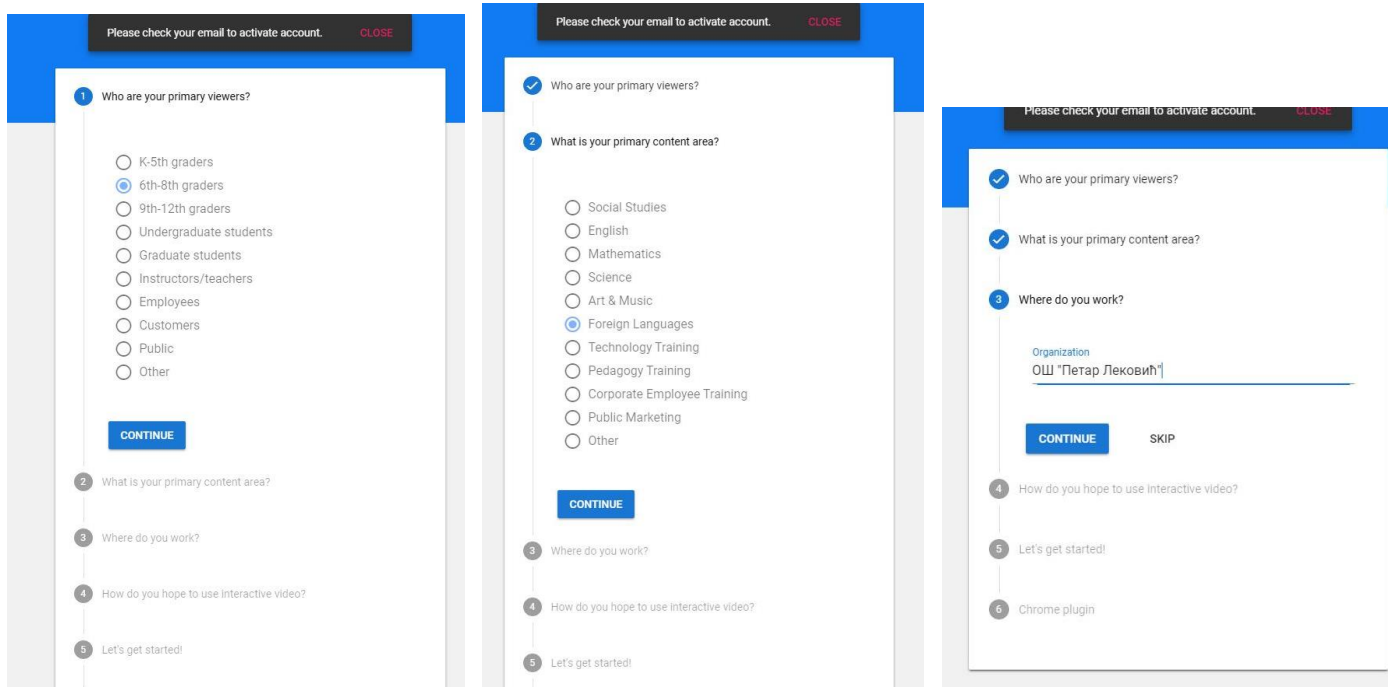 Please check your email to activate account. CLOSE
1 Who are your primary viewers?
K-5th graders
6th-8th graders
9th-12th graders
Undergraduate students
Graduate students
Instructors/teachers
Employees
Customers
Public
Other
CONTINUE
2 What is your primary content area?
3 Where do you work?
4 How do you hope to use interactive video?
5 Let's get started!
Please check your email to activate account. CLOSE
Who are your primary viewers?
2 What is your primary content area?
Social Studies
English
Mathematics
Science
Art & Music
Foreign Languages
Technology Training
Pedagogy Training
Corporate Employee Training
Public Marketing
Other
CONTINUE
3 Where do you work?
4 How do you hope to use interactive video?
5 Let's get started!
Please check your email to activate account. CLOSE
Who are your primary viewers?
What is your primary content area?
3 Where do you work?
Organization
ОШ "Петар Лековић"
CONTINUE SKIP
4 How do you hope to use interactive video?
5 Let's get started!
6 Chrome plugin